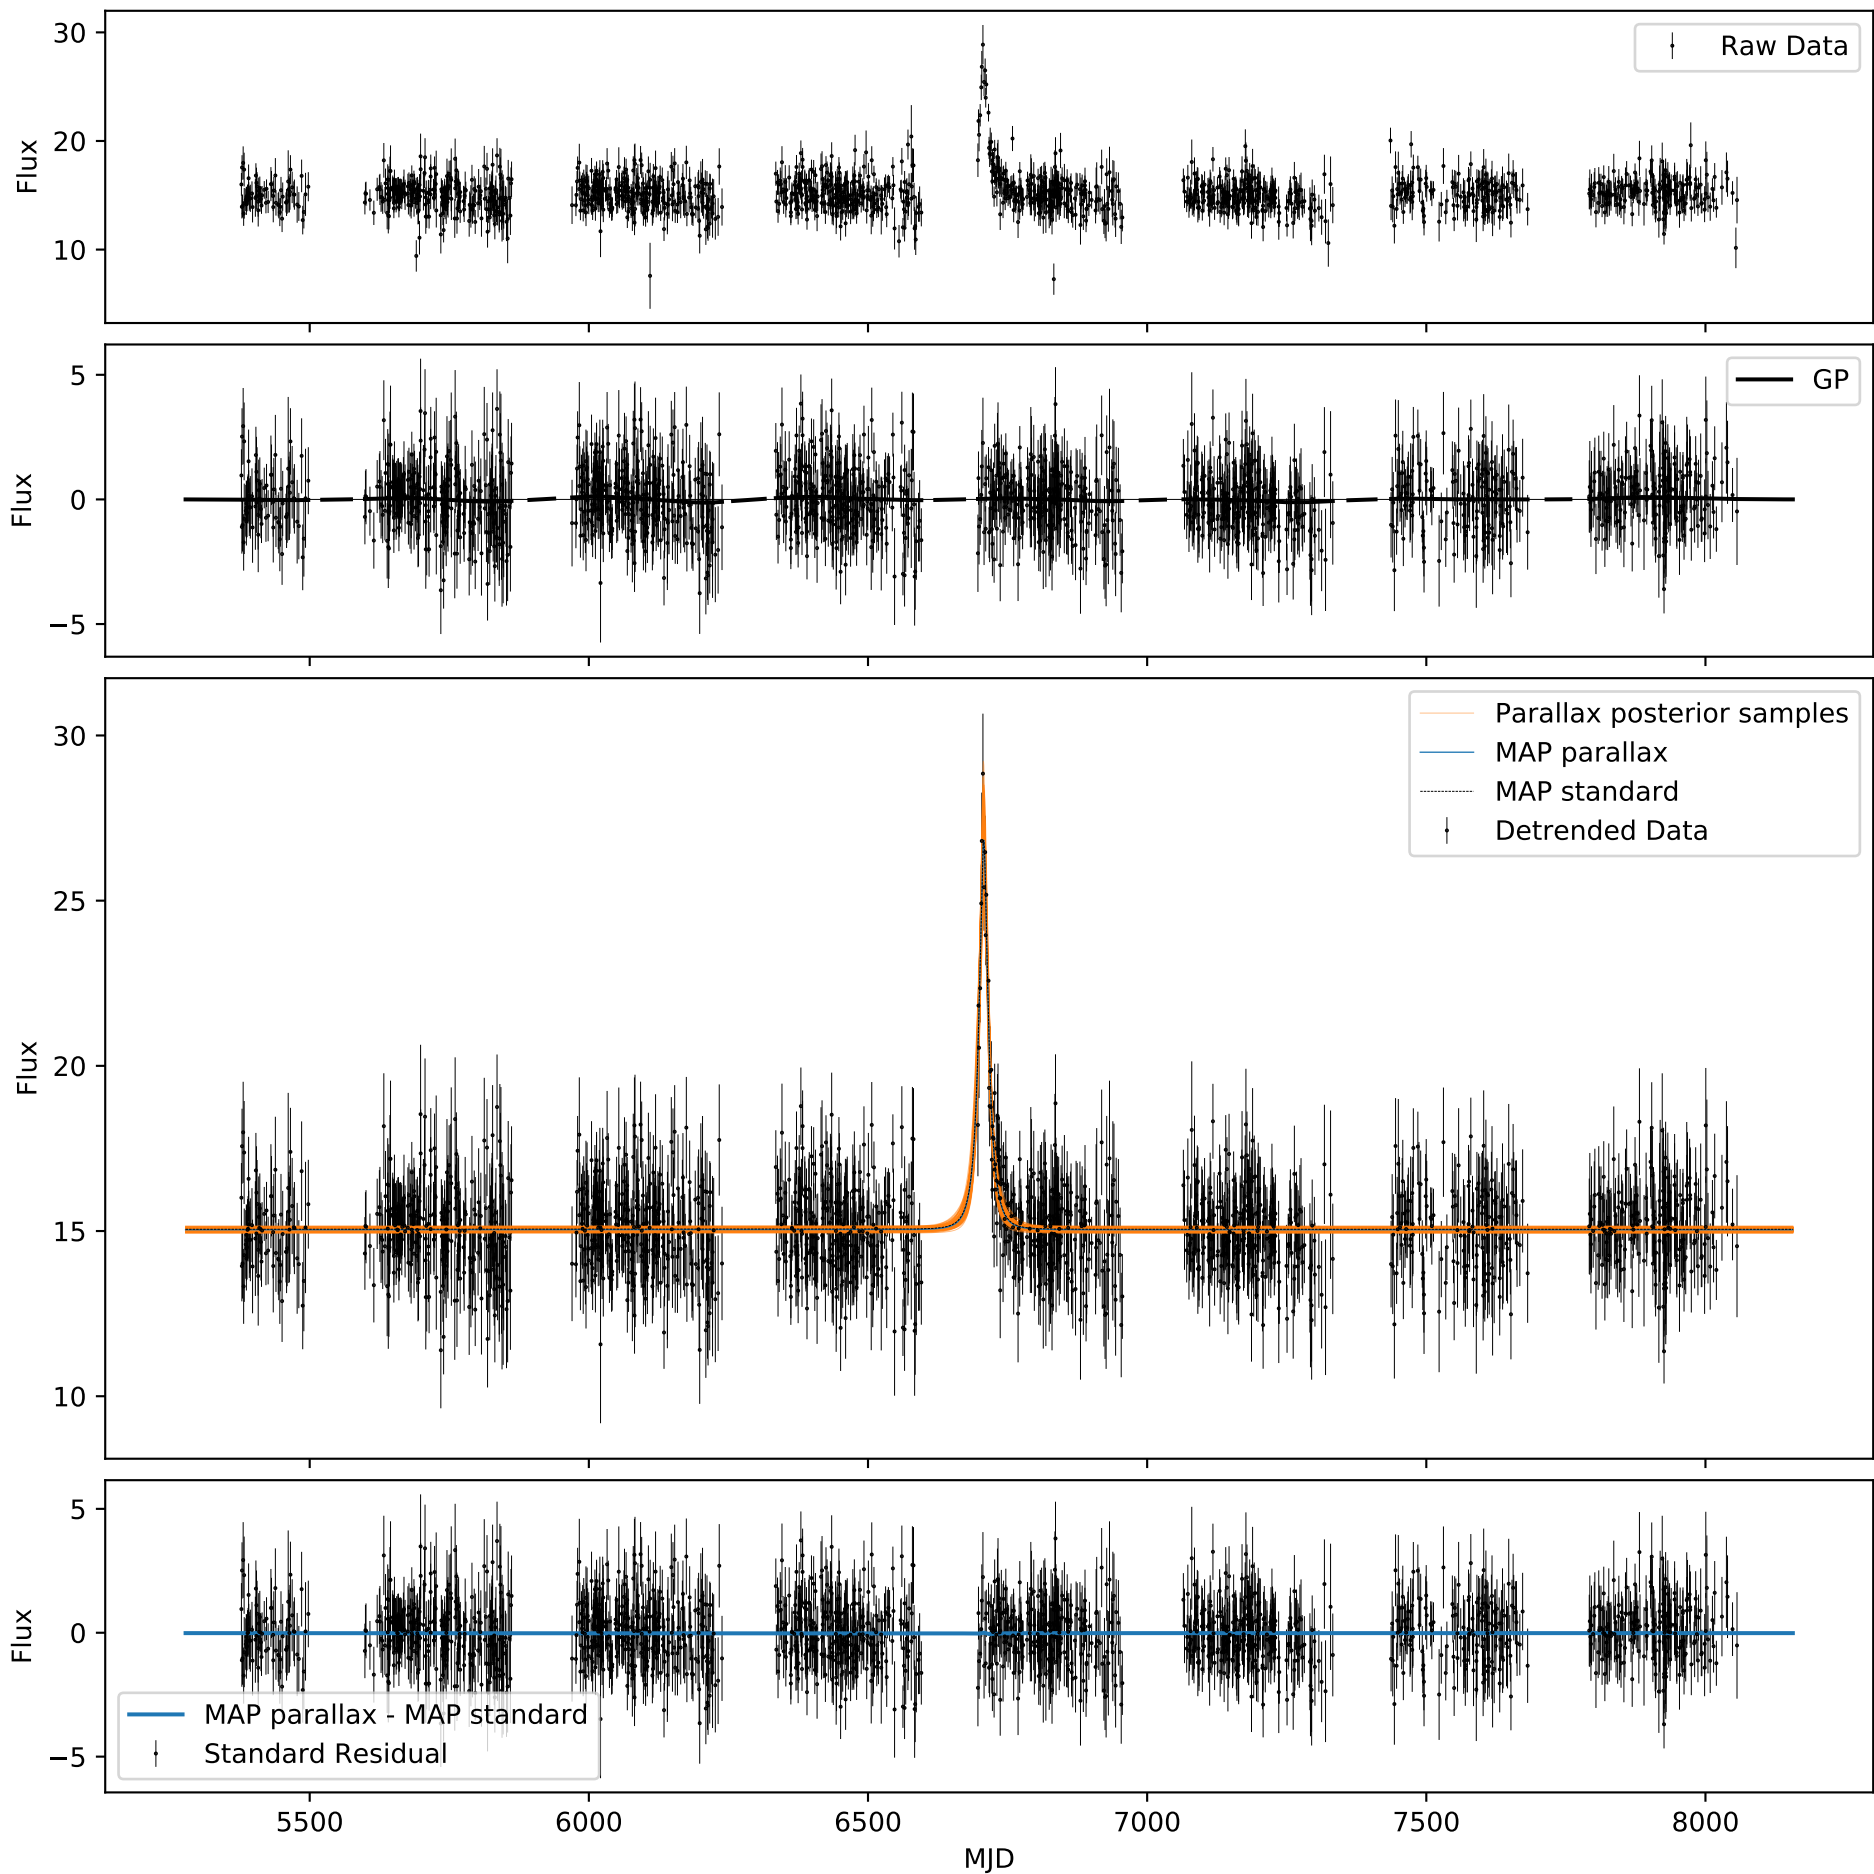 30
20
10
Flux
Raw Data
5
0
−5
Flux
GP
30
25
20
15
10
Flux
Parallax posterior samples
MAP parallax
MAP standard
Detrended Data
5
0
−5
Flux
MAP parallax - MAP standard
Standard Residual
5500 6000 6500 7000 7500 8000
MJD